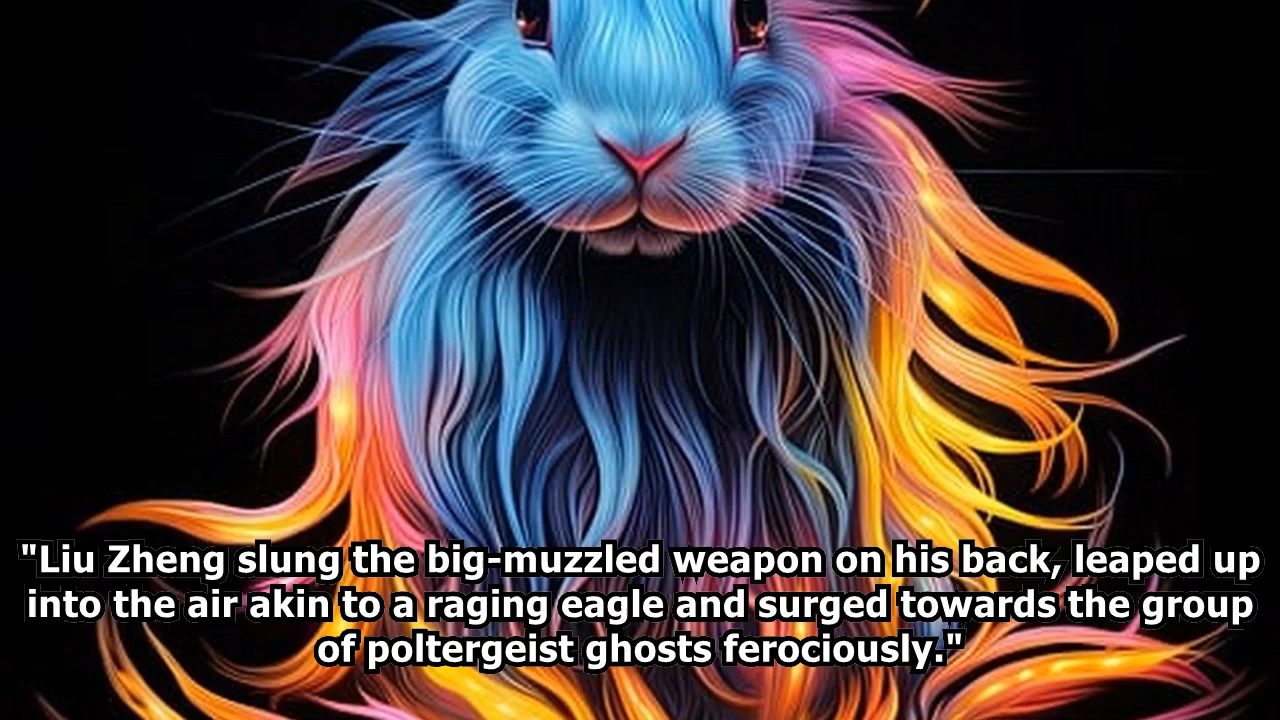 "Liu Zheng slung the big-muzzled weapon on his back, leaped up
into the air akin to a raging eagle and surged towards the group
of poltergeist ghosts ferociously."